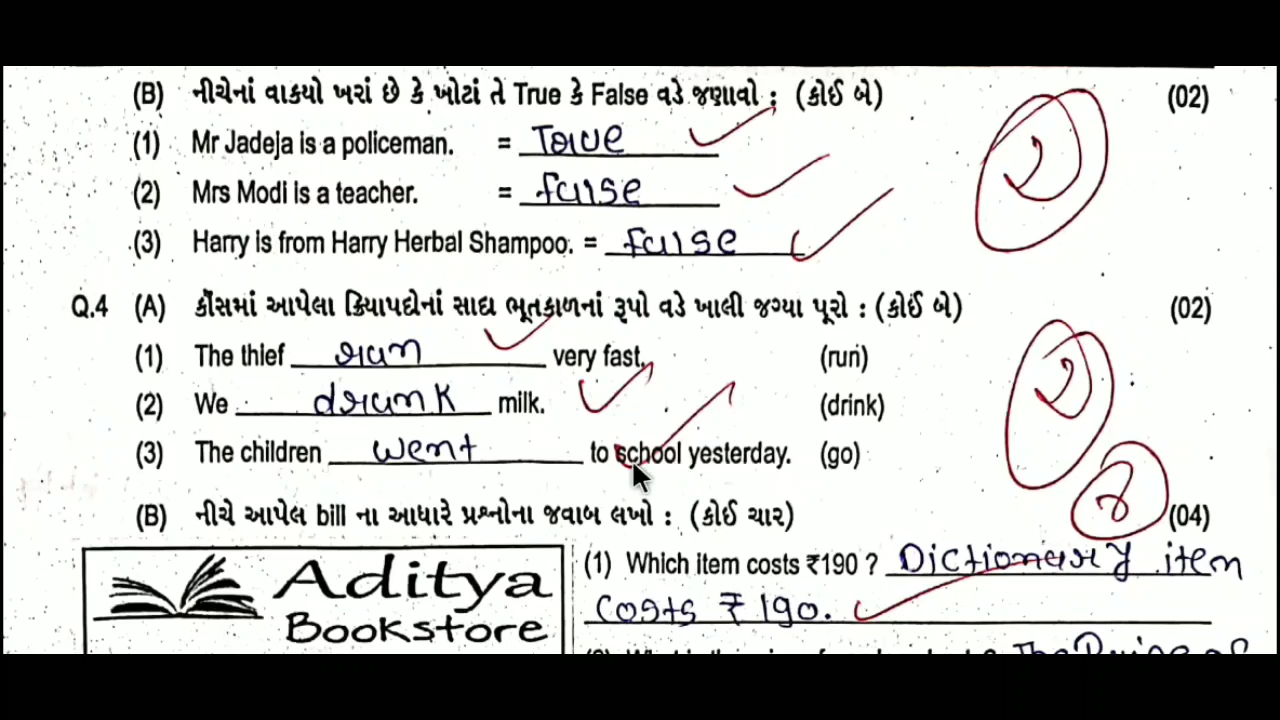 (B) નીચેનાં વાક્યો ખરાં છે કે ખોટાં તે True કે False વડે જણાવો : (કોઈ બે) (02)
(1) Mr Jadeja is a policeman. = True
(2) Mrs Modi is a teacher. = false
(3) Harry is from Harry Herbal Shampoo. = false
૨
Q.4 (A) કૌંસમાં આપેલા ક્રિયાપદોનાં સાદા ભૂતકાળનાં રૂપો વડે ખાલી જગ્યા પૂરો : (કોઈ બે) (02)
(1) The thief ran very fast. (run)
(2) We drank milk. (drink)
૨
(3) The children went to school yesterday. (go)
(B) નીચે આપેલ bill ના આધારે પ્રશ્નોના જવાબ લખો : (કોઈ ચાર) (04)
Aditya
Bookstore
(1) Which item costs ₹190 ? Dictionary item
costs ₹ 190.